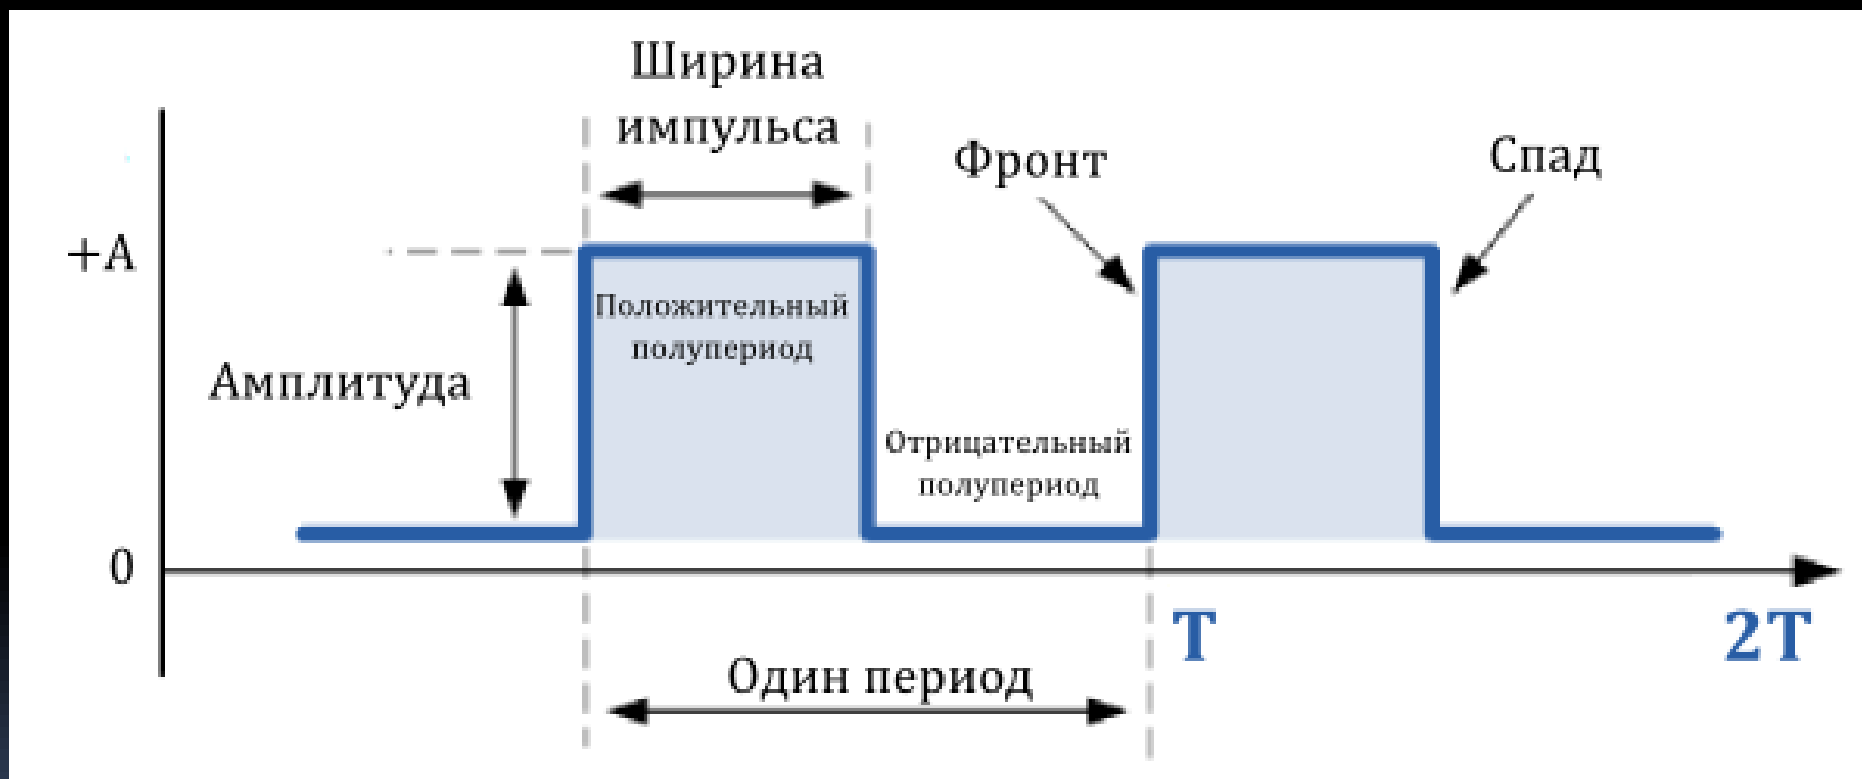 Ширина
импульса
Фронт
Спад
+А
Положительный
полупериод
Амплитуда
Отрицательный
полупериод
0
T
2T
Один период